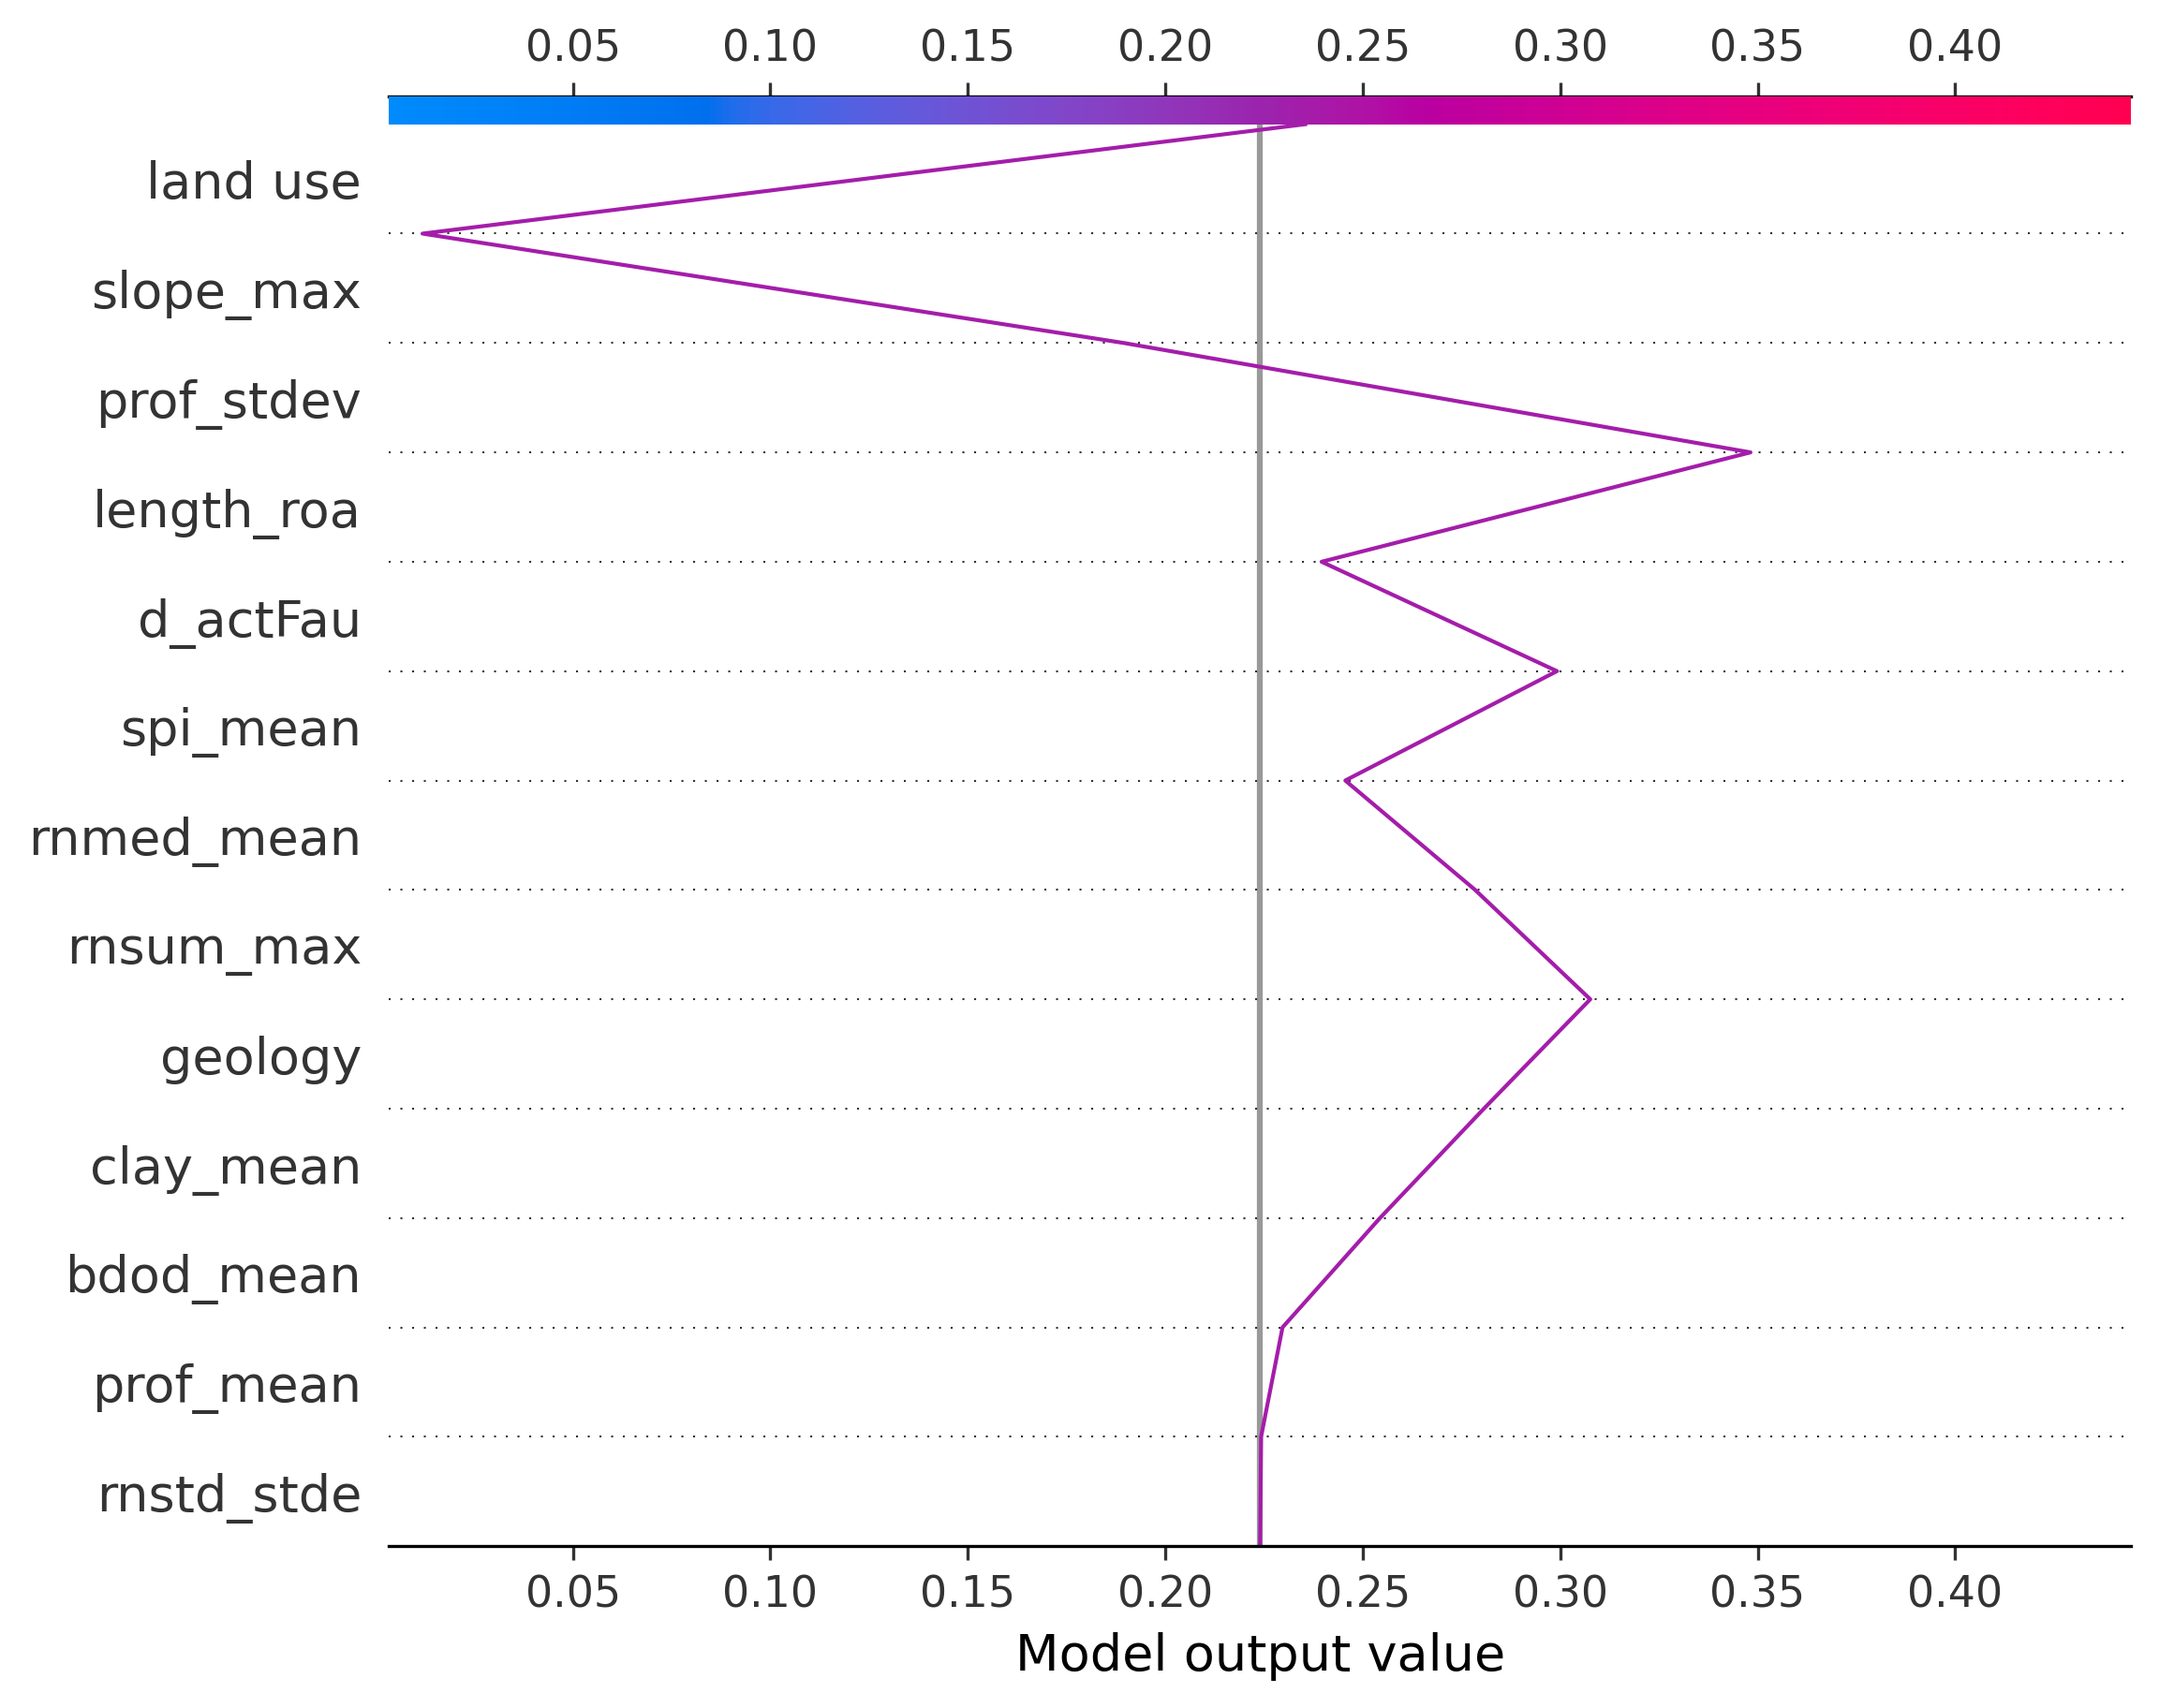 0.05 0.10 0.15 0.20 0.25 0.30 0.35 0.40
land use
slope_max
prof_stdev
length_roa
d_actFau
spi_mean
rnmed_mean
rnsum_max
geology
clay_mean
bdod_mean
prof_mean
rnstd_stde
0.05 0.10 0.15 0.20 0.25 0.30 0.35 0.40
Model output value